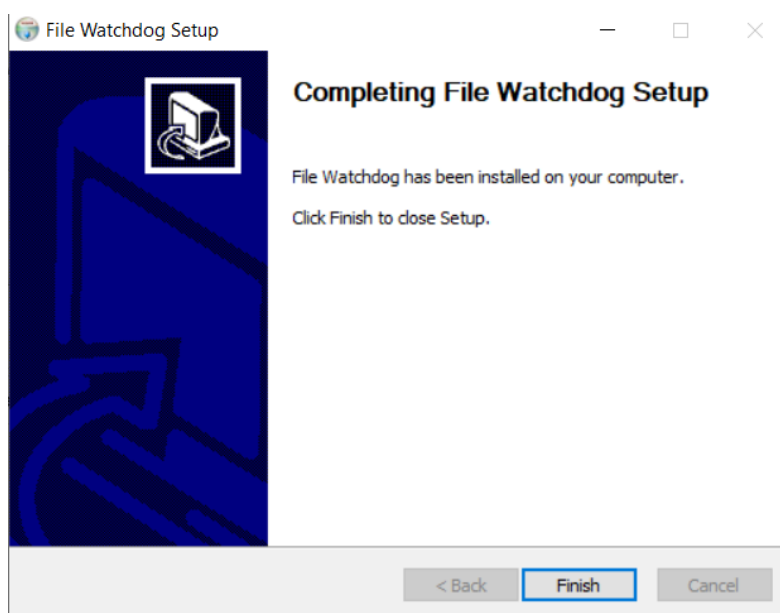 File Watchdog Setup
Completing File Watchdog Setup
File Watchdog has been installed on your computer.
Click Finish to close Setup.
< Back
Finish
Cancel